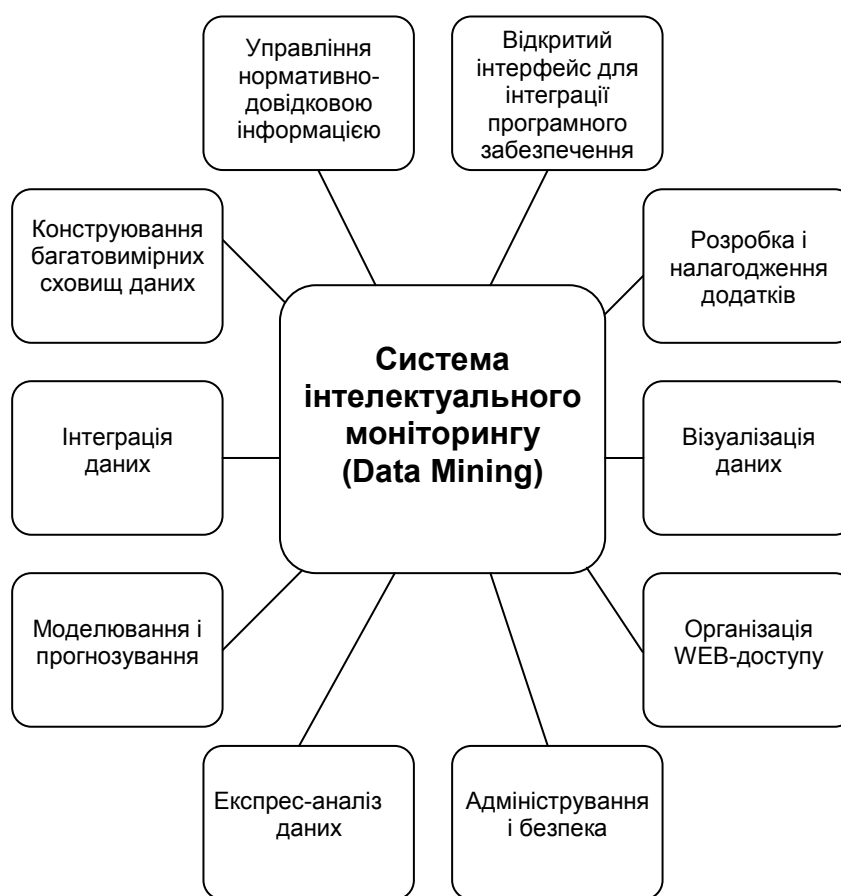 Управління
нормативно-
довідковою
інформацією
Відкритий
інтерфейс для
інтеграції
програмного
забезпечення
Конструювання
багатовимірних
сховищ даних
Розробка і
налагодження
додатків
Система
інтелектуального
моніторингу
(Data Mining)
Інтеграція
даних
Візуалізація
даних
Моделювання і
прогнозування
Організація
WEB-доступу
Експрес-аналіз
даних
Адміністрування
і безпека